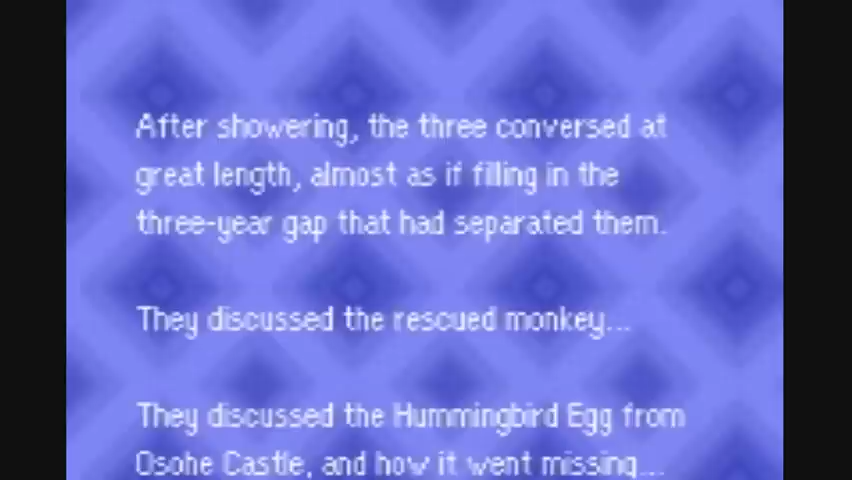 After showering, the three conversed at
great length, almost as if filling in the
three-year gap that had separated them.
They discussed the rescued monkey...
They discussed the Hummingbird Egg from
Osohe Castle, and how it went missing...